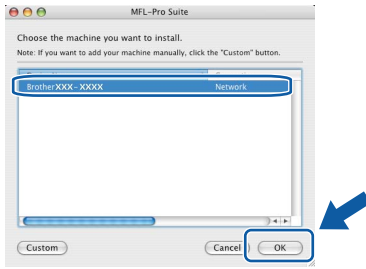 MFL-Pro Suite
Choose the machine you want to install.
Note: If you want to add your machine manually, click the "Custom" button.
BrotherXXX-XXXX Network
Custom Cancel OK